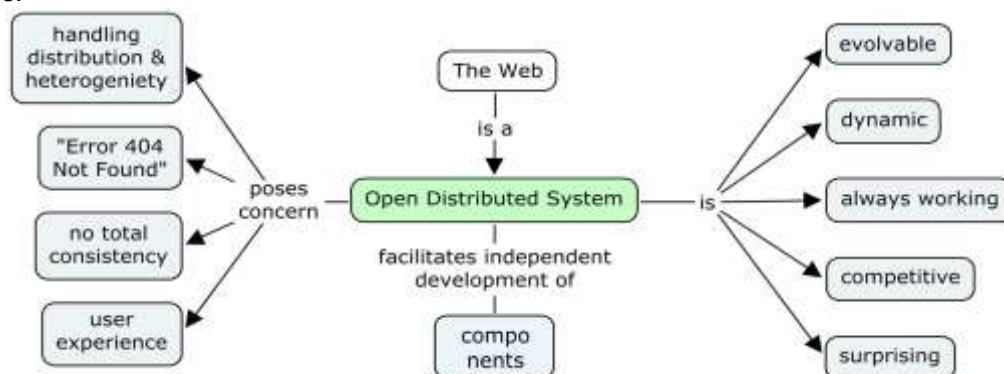 handling
distribution &
heterogeniety
"Error 404
Not Found"
no total
consistency
user
experience
poses
concern
The Web
is a
Open Distributed System
facilitates independent
development of
compo
nents
is
evolvable
dynamic
always working
competitive
surprising